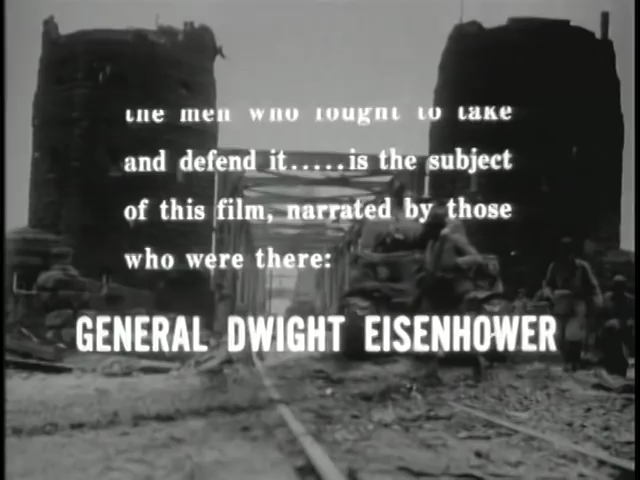 the men who fought to take
and defend it.....is the subject
of this film, narrated by those
who were there:
GENERAL DWIGHT EISENHOWER